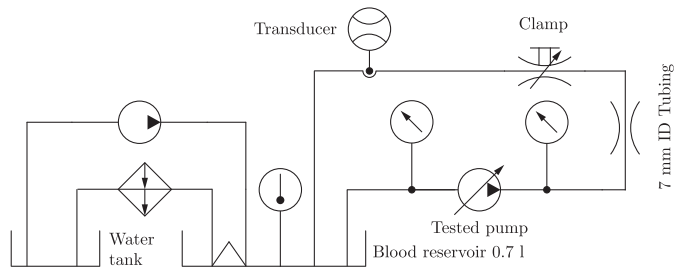 Clamp
Transducer
7 mm ID Tubing
Tested pump
Water
tank
Blood reservoir 0.7 l